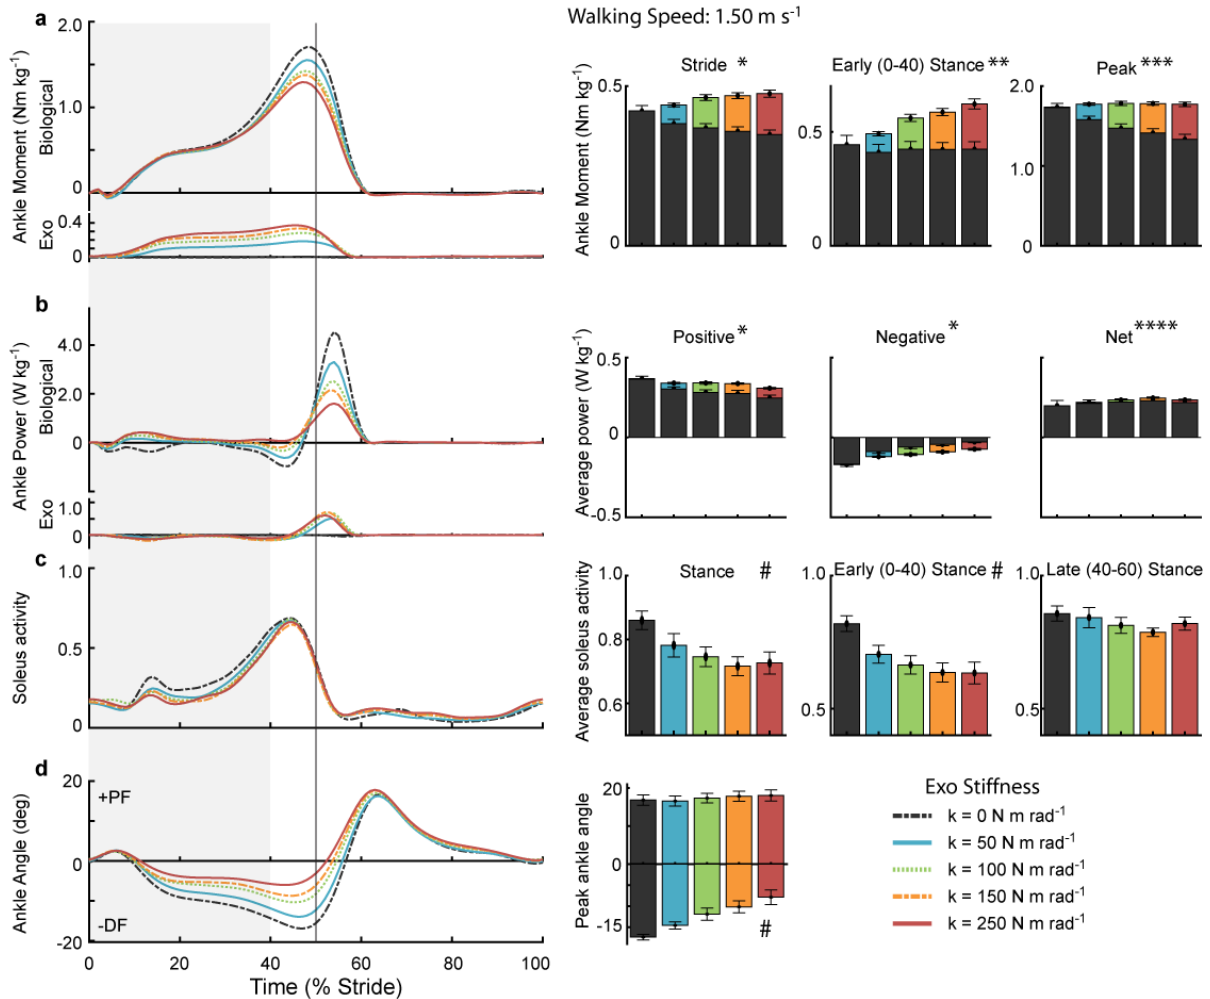 Walking Speed: 1.50 m s-1
a
Ankle Moment (Nm kg-1)
Biological
Exo
2.0
1.0
0
0.4
0
Ankle Moment (Nm kg-1)
Stride *
0.5
0
Early (0-40) Stance **
0.5
0
Peak ***
2.0
1.0
0
b
Ankle Power (W kg-1)
Biological
Exo
4.0
2.0
0
1.0
0
Average power (W kg-1)
Positive *
0.5
0
-0.5
Negative *
Net ****
c
Soleus activity
1.0
0.5
0
Average soleus activity
Stance #
1.0
0.8
0.6
Early (0-40) Stance #
1.0
0.5
Late (40-60) Stance
1.0
0.5
d
Ankle Angle (deg)
20
0
-20
+PF
-DF
0 20 40 60 80 100
Time (% Stride)
Peak ankle angle
20
0
-15
#
Exo Stiffness
k = 0 N m rad-1
k = 50 N m rad-1
k = 100 N m rad-1
k = 150 N m rad-1
k = 250 N m rad-1